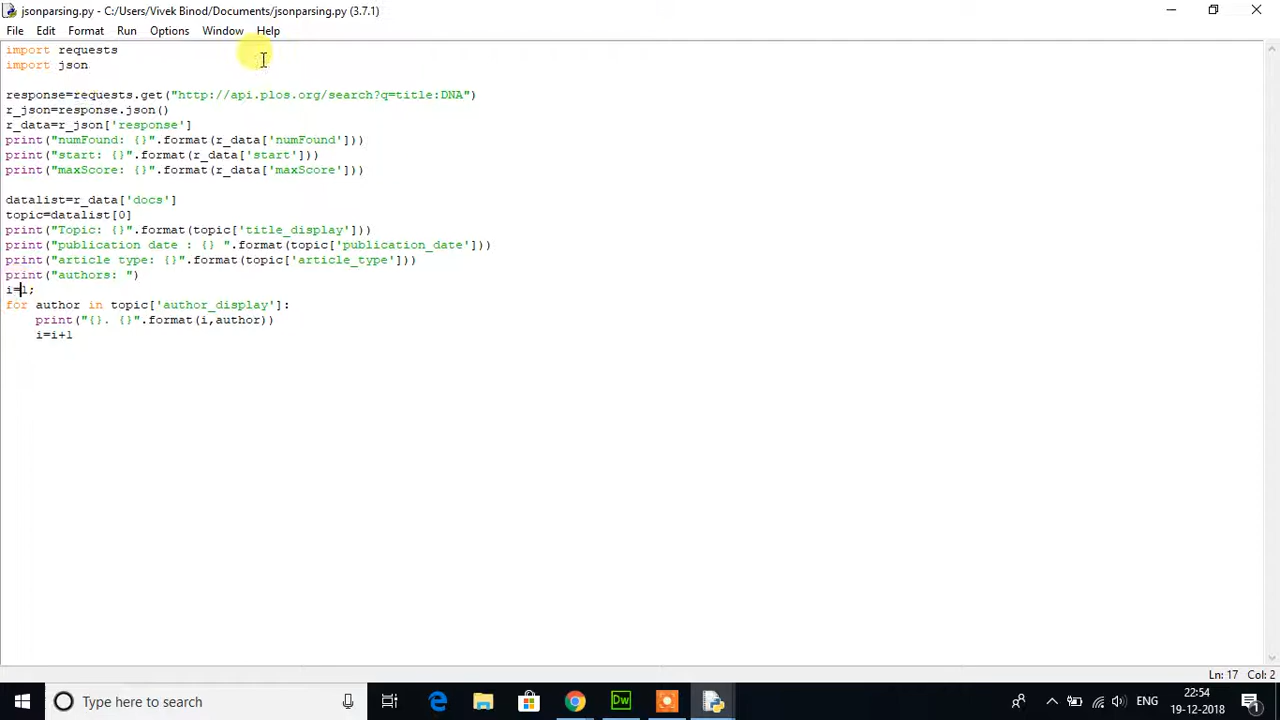 jsonparsing.py - C:/Users/Vivek Binod/Documents/jsonparsing.py (3.7.1)
File Edit Format Run Options Window Help
import requests
import json
response=requests.get("http://api.plos.org/search?q=title:DNA")
r_json=response.json()
r_data=r_json['response']
print("numFound: {}".format(r_data['numFound']))
print("start: {}".format(r_data['start']))
print("maxScore: {}".format(r_data['maxScore']))
datalist=r_data['docs']
topic=datalist[0]
print("Topic: {}".format(topic['title_display']))
print("publication date : {} ".format(topic['publication_date']))
print("article type: {}".format(topic['article_type']))
print("authors: ")
i=1;
for author in topic['author_display']:
    print("{}. {}".format(i,author))
    i=i+1
Ln: 17 Col: 2
Type here to search
Dw
ENG
22:54
19-12-2018
1